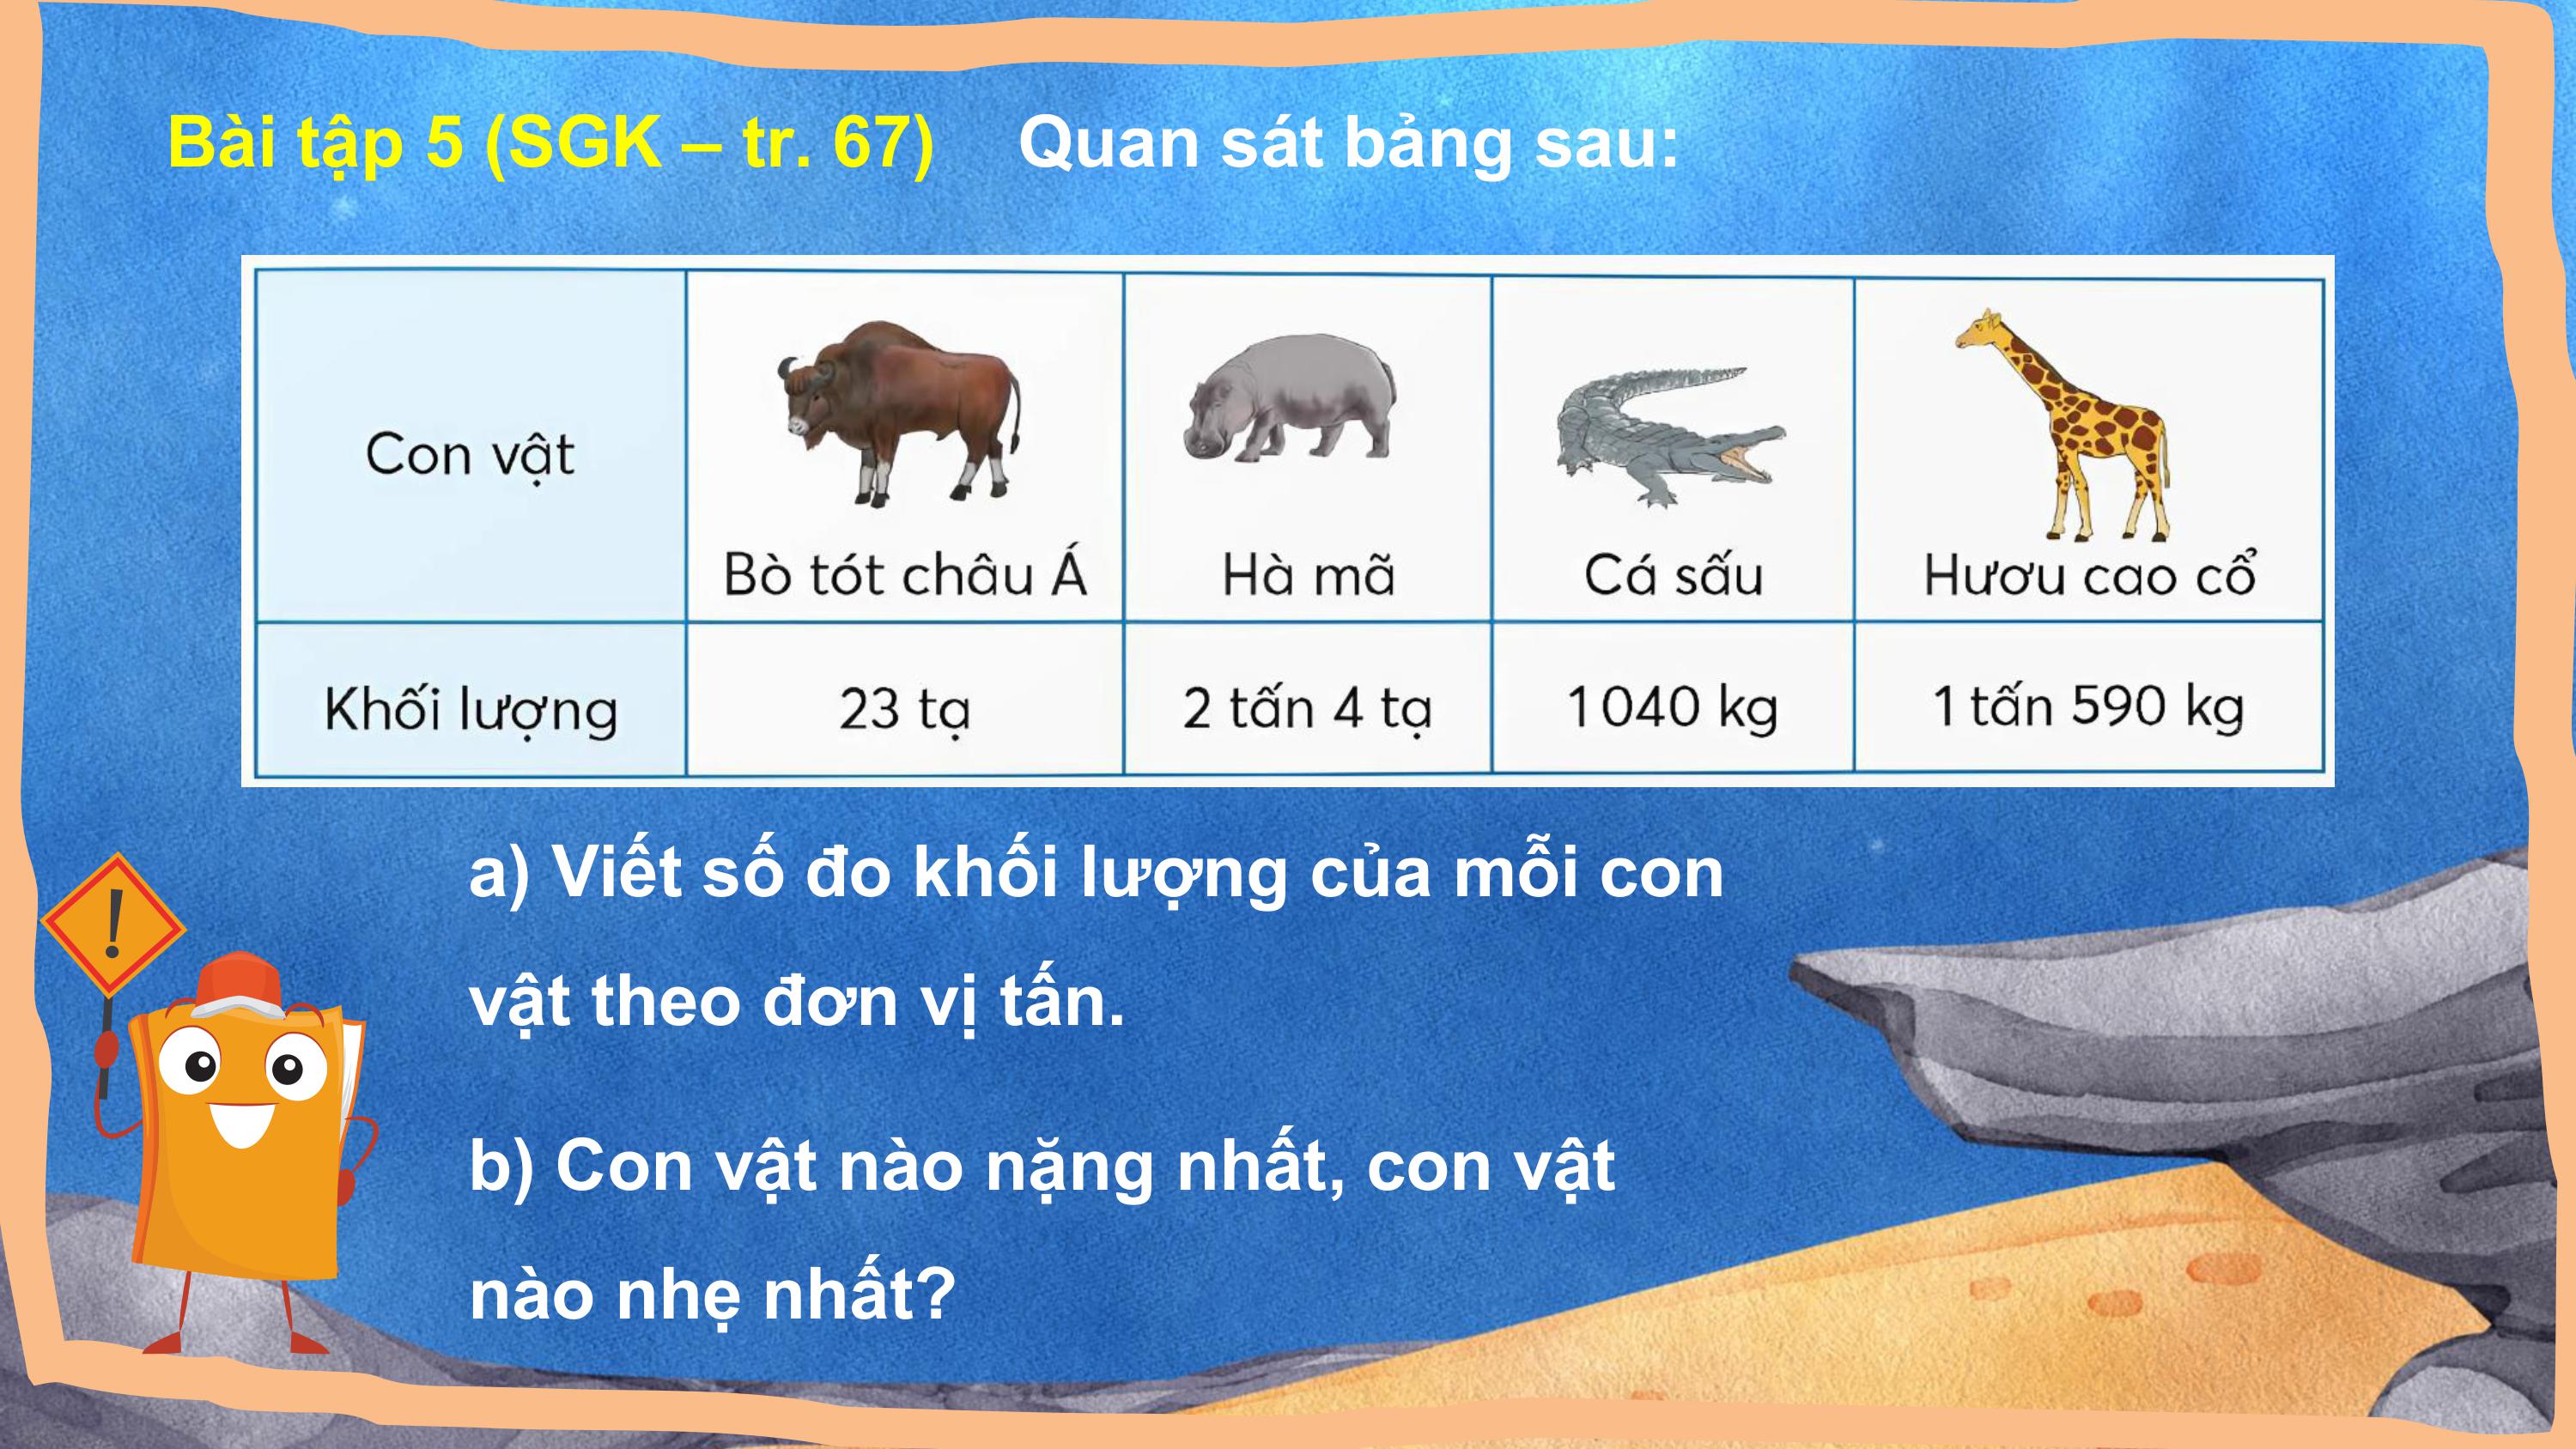 Bài tập 5 (SGK – tr. 67) Quan sát bảng sau:
Con vật
Bò tót châu Á Hà mã Cá sấu Hươu cao cổ
Khối lượng 23 tạ 2 tấn 4 tạ 1 040 kg 1 tấn 590 kg
!
a) Viết số đo khối lượng của mỗi con
vật theo đơn vị tấn.
b) Con vật nào nặng nhất, con vật
nào nhẹ nhất?